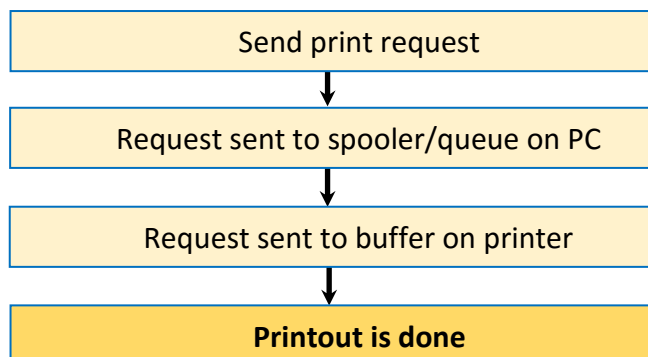 Send print request
Request sent to spooler/queue on PC
Request sent to buffer on printer
Printout is done